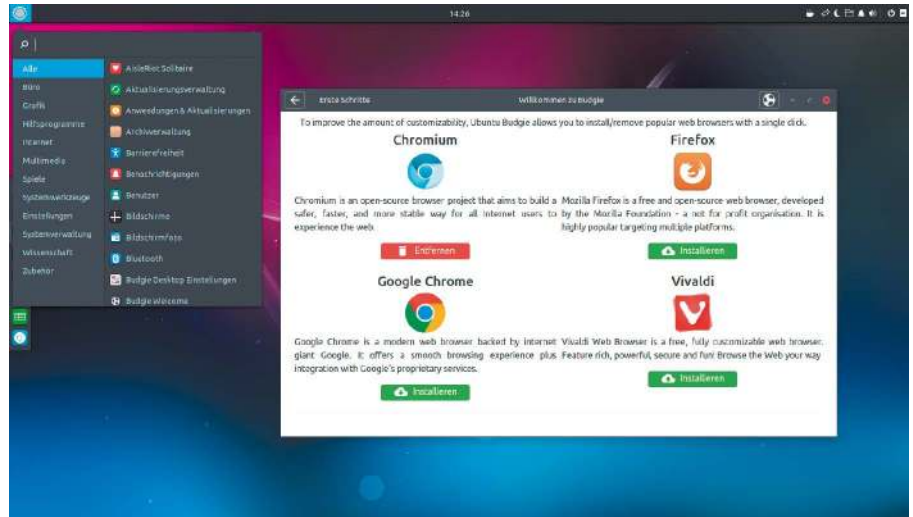 14:26
Alle
Büro
Grafik
Hilfsprogramme
Internet
Multimedia
Spiele
Systemwerkzeuge
Einstellungen
Systemverwaltung
Wissenschaft
Zubehör
AisleRiot Solitaire
Aktualisierungsverwaltung
Anwendungen & Aktualisierungen
Archivverwaltung
Barrierefreiheit
Benachrichtigungen
Benutzer
Bildschirme
Bildschirmfoto
Bluetooth
Budgie Desktop Einstellungen
Budgie Welcome
Erste Schritte
Willkommen zu Budgie
To improve the amount of customizability, Ubuntu Budgie allows you to install/remove popular web browsers with a single click.
Chromium
Chromium is an open-source browser project that aims to build a
safer, faster, and more stable way for all internet users to
experience the web.
Entfernen
Firefox
Mozilla Firefox is a free and open-source web browser, developed
by the Mozilla Foundation - a not for profit organisation. It is
highly popular targeting multiple platforms.
Installieren
Google Chrome
Google Chrome is a modern web browser backed by internet
giant Google. It offers a smooth browsing experience plus
integration with Google's proprietary services.
Installieren
Vivaldi
Vivaldi Web Browser is a free, fully customizable web browser.
Feature rich, powerful, secure and fun! Browse the Web your way
Installieren